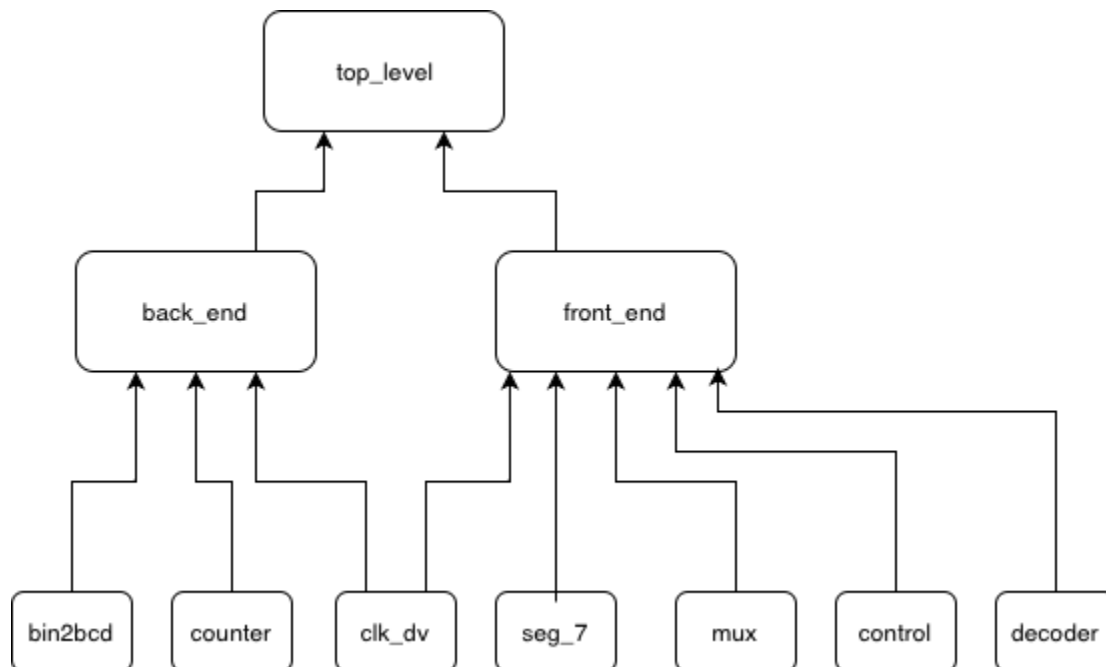 top_level
back_end
front_end
bin2bcd
counter
clk_dv
seg_7
mux
control
decoder